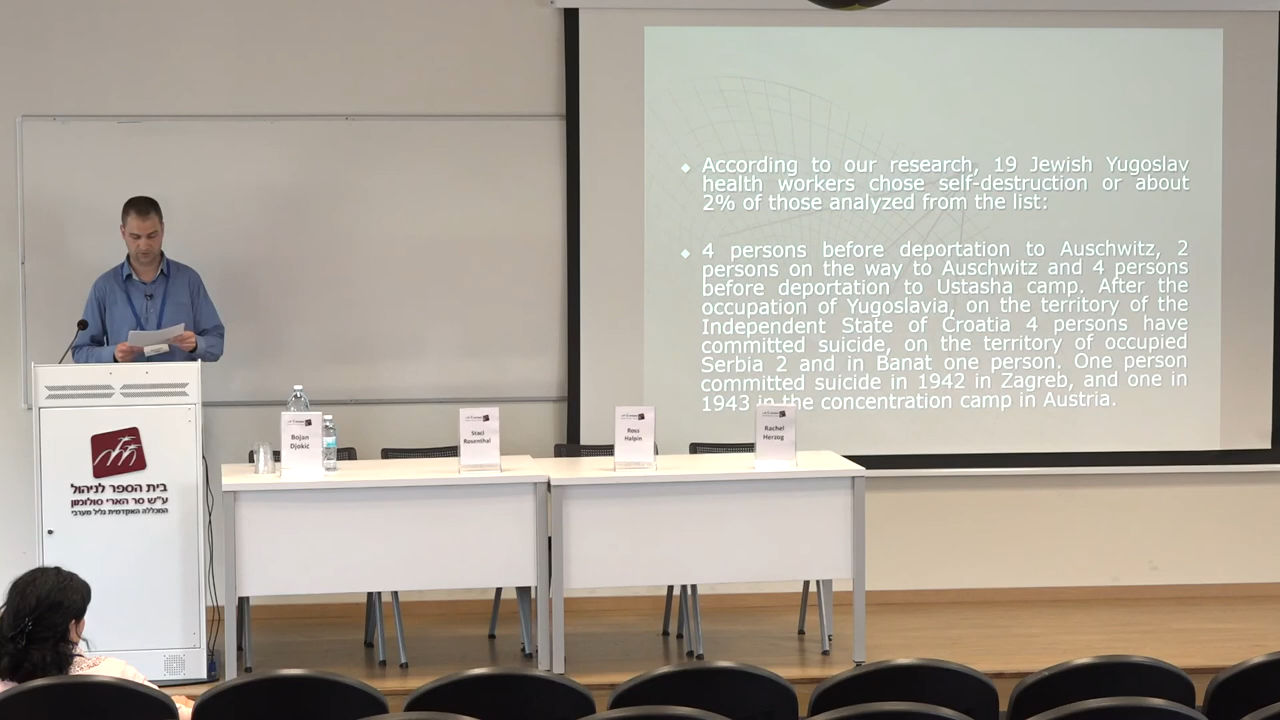 According to our research, 19 Jewish Yugoslav
health workers chose self-destruction or about
2% of those analyzed from the list:
4 persons before deportation to Auschwitz, 2
persons on the way to Auschwitz and 4 persons
before deportation to Ustasha camp. After the
occupation of Yugoslavia, on the territory of the
Independent State of Croatia 4 persons have
committed suicide, on the territory of occupied
Serbia 2 and in Banat one person. One person
committed suicide in 1942 in Zagreb, and one in
1943 in the concentration camp in Austria.
Bojan
Djokić
Staci
Rosenthal
Ross
Halpin
Rachel
Herzog
בית הספר לניהול
ע"ש סר הארי סולומון
המכללה האקדמית גליל מערבי